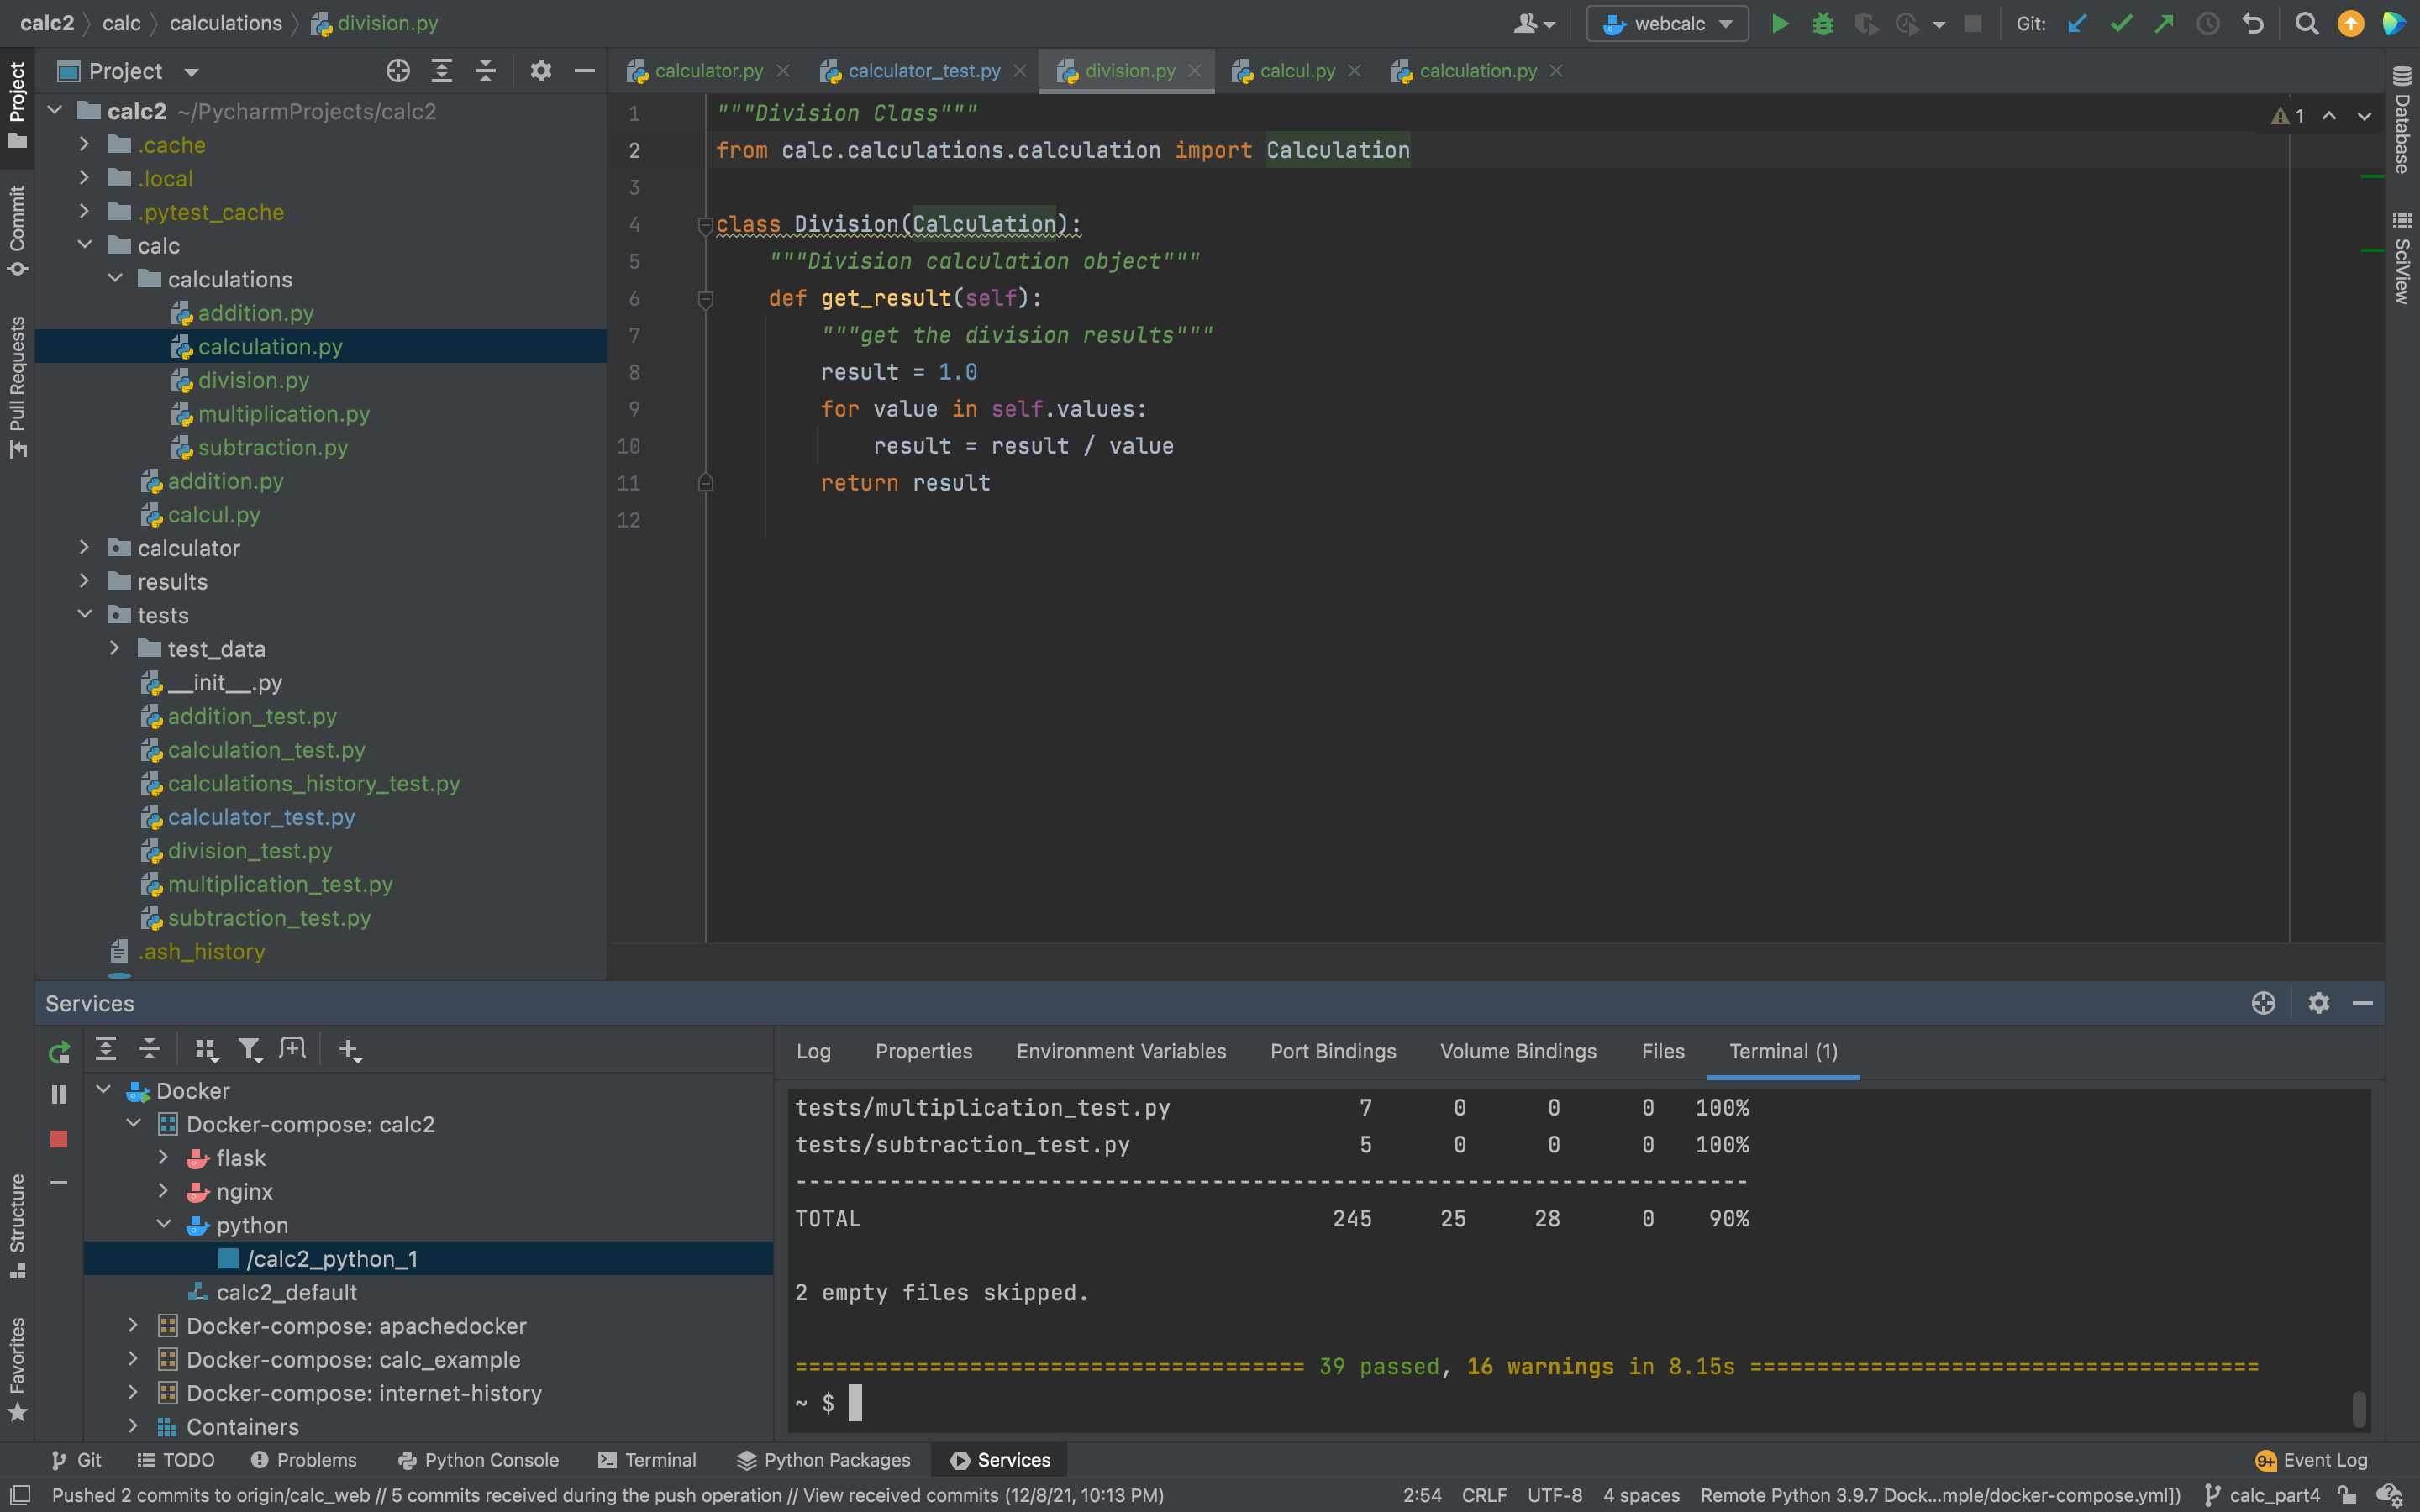 calc2 calc calculations division.py
webcalc
Git:
Project
calculator.py
calculator_test.py
division.py
calcul.py
calculation.py
Project
Commit
Pull Requests
Structure
Favorites
calc2 ~/PycharmProjects/calc2
.cache
.local
.pytest_cache
calc
calculations
addition.py
calculation.py
division.py
multiplication.py
subtraction.py
addition.py
calcul.py
calculator
results
tests
test_data
__init__.py
addition_test.py
calculation_test.py
calculations_history_test.py
calculator_test.py
division_test.py
multiplication_test.py
subtraction_test.py
.ash_history
1 """Division Class"""
2 from calc.calculations.calculation import Calculation
3
4 class Division(Calculation):
5 """Division calculation object"""
6 def get_result(self):
7 """get the division results"""
8 result = 1.0
9 for value in self.values:
10 result = result / value
11 return result
12
1
Database
SciView
Services
Docker
Docker-compose: calc2
flask
nginx
python
/calc2_python_1
calc2_default
Docker-compose: apachedocker
Docker-compose: calc_example
Docker-compose: internet-history
Containers
Log Properties Environment Variables Port Bindings Volume Bindings Files Terminal (1)
tests/multiplication_test.py 7 0 0 0 100%
tests/subtraction_test.py 5 0 0 0 100%
-----------------------------------------------------------------------
TOTAL 245 25 28 0 90%
2 empty files skipped.
====================================== 39 passed, 16 warnings in 8.15s ======================================
~ $
Git TODO Problems Python Console Terminal Python Packages Services
9+ Event Log
Pushed 2 commits to origin/calc_web // 5 commits received during the push operation // View received commits (12/8/21, 10:13 PM)
2:54 CRLF UTF-8 4 spaces Remote Python 3.9.7 Dock...mple/docker-compose.yml]) calc_part4